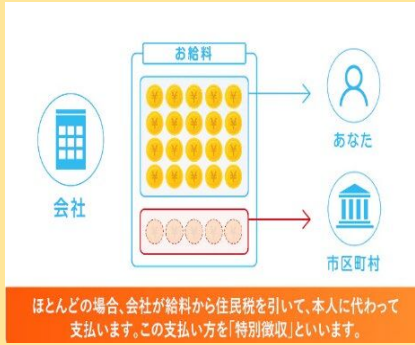 お給料
会社
あなた
市区町村
ほとんどの場合、会社が給料から住民税を引いて、本人に代わって
支払います。この支払い方を「特別徴収」といいます。